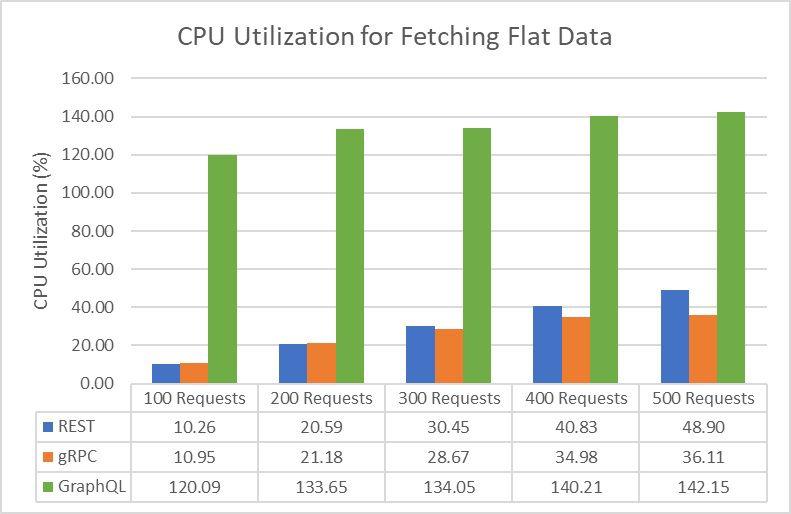 CPU Utilization for Fetching Flat Data
160.00
140.00
120.00
100.00
80.00
60.00
40.00
20.00
0.00
CPU Utilization (%)
100 Requests 200 Requests 300 Requests 400 Requests 500 Requests
REST 10.26 20.59 30.45 40.83 48.90
gRPC 10.95 21.18 28.67 34.98 36.11
GraphQL 120.09 133.65 134.05 140.21 142.15